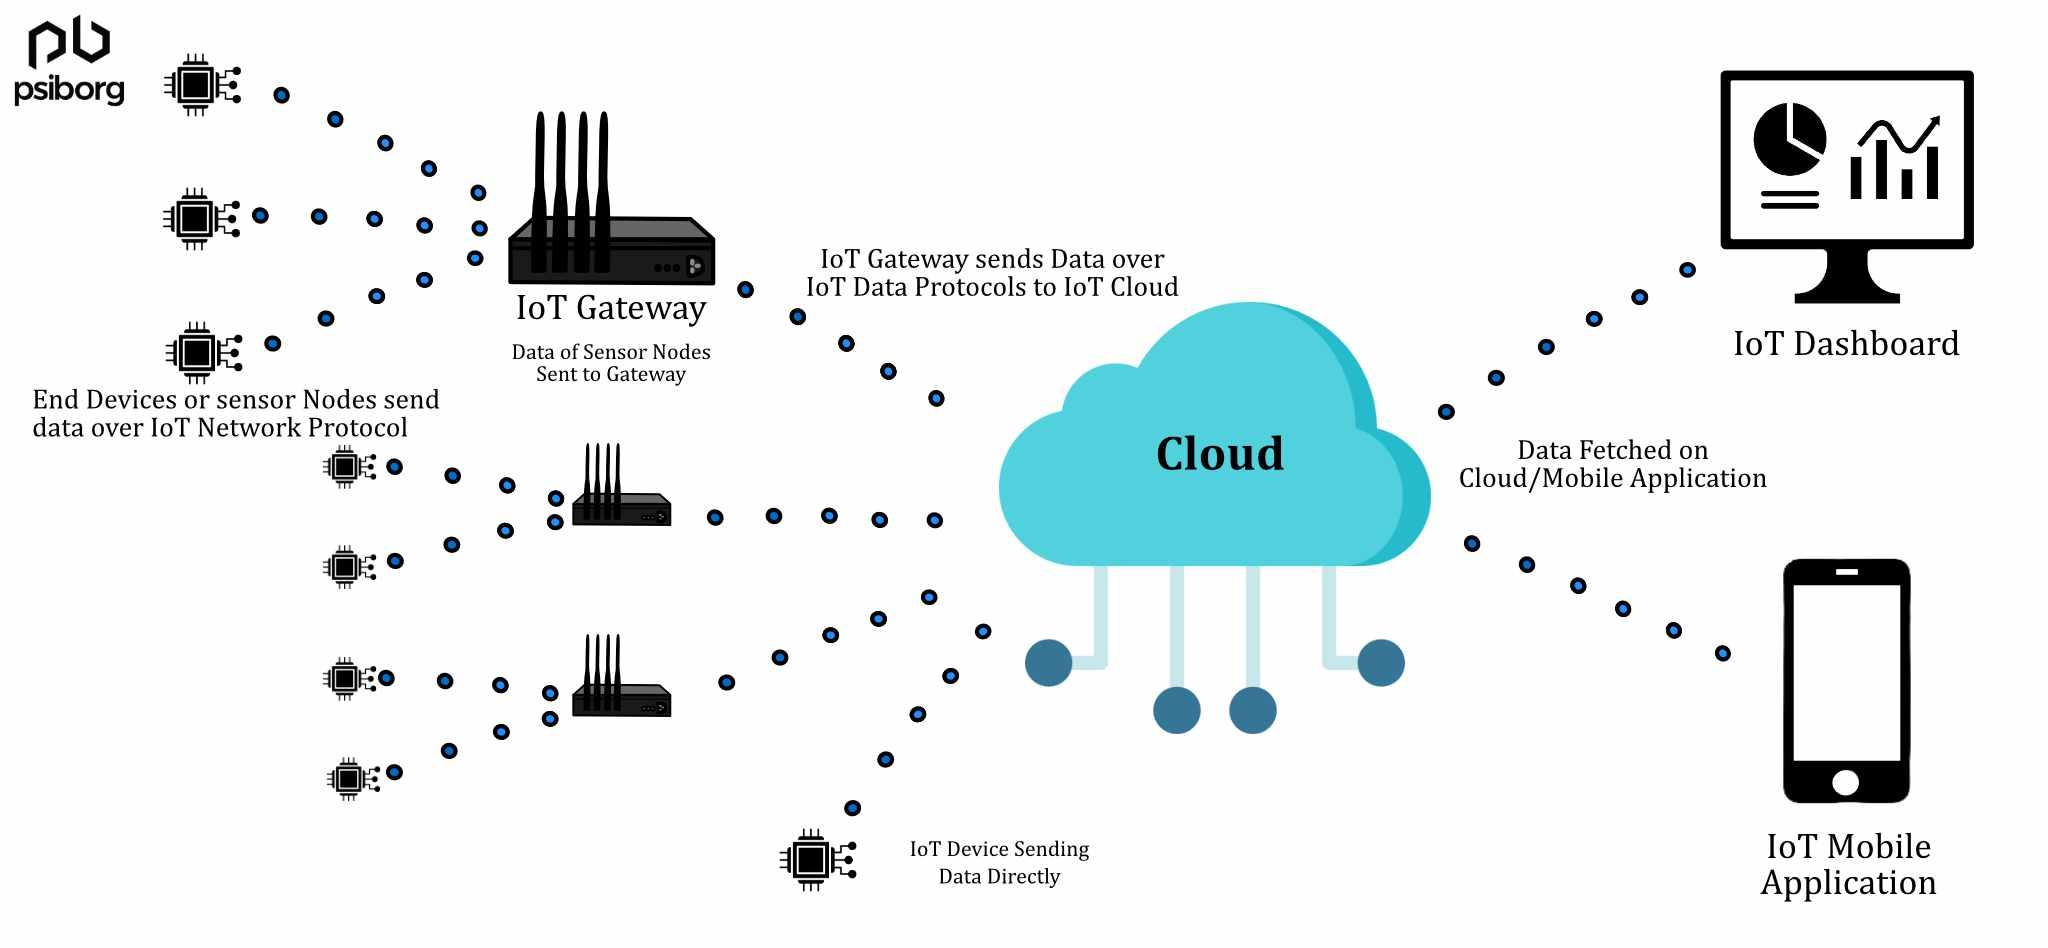 psiborg
IoT Gateway
Data of Sensor Nodes
Sent to Gateway
End Devices or sensor Nodes send
data over IoT Network Protocol
IoT Gateway sends Data over
IoT Data Protocols to IoT Cloud
Cloud
IoT Device Sending
Data Directly
IoT Dashboard
Data Fetched on
Cloud/Mobile Application
IoT Mobile
Application